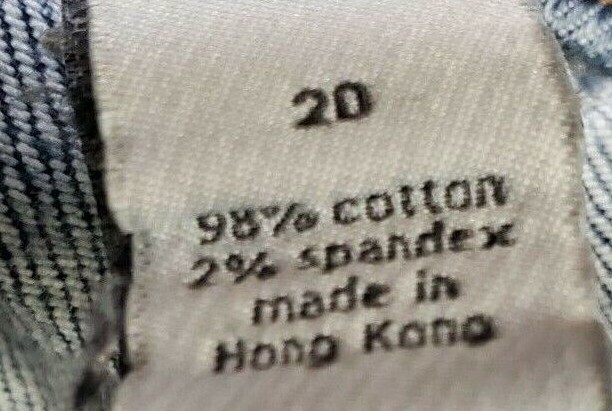 20
98% cotton
2% spandex
made in
Hong Kong